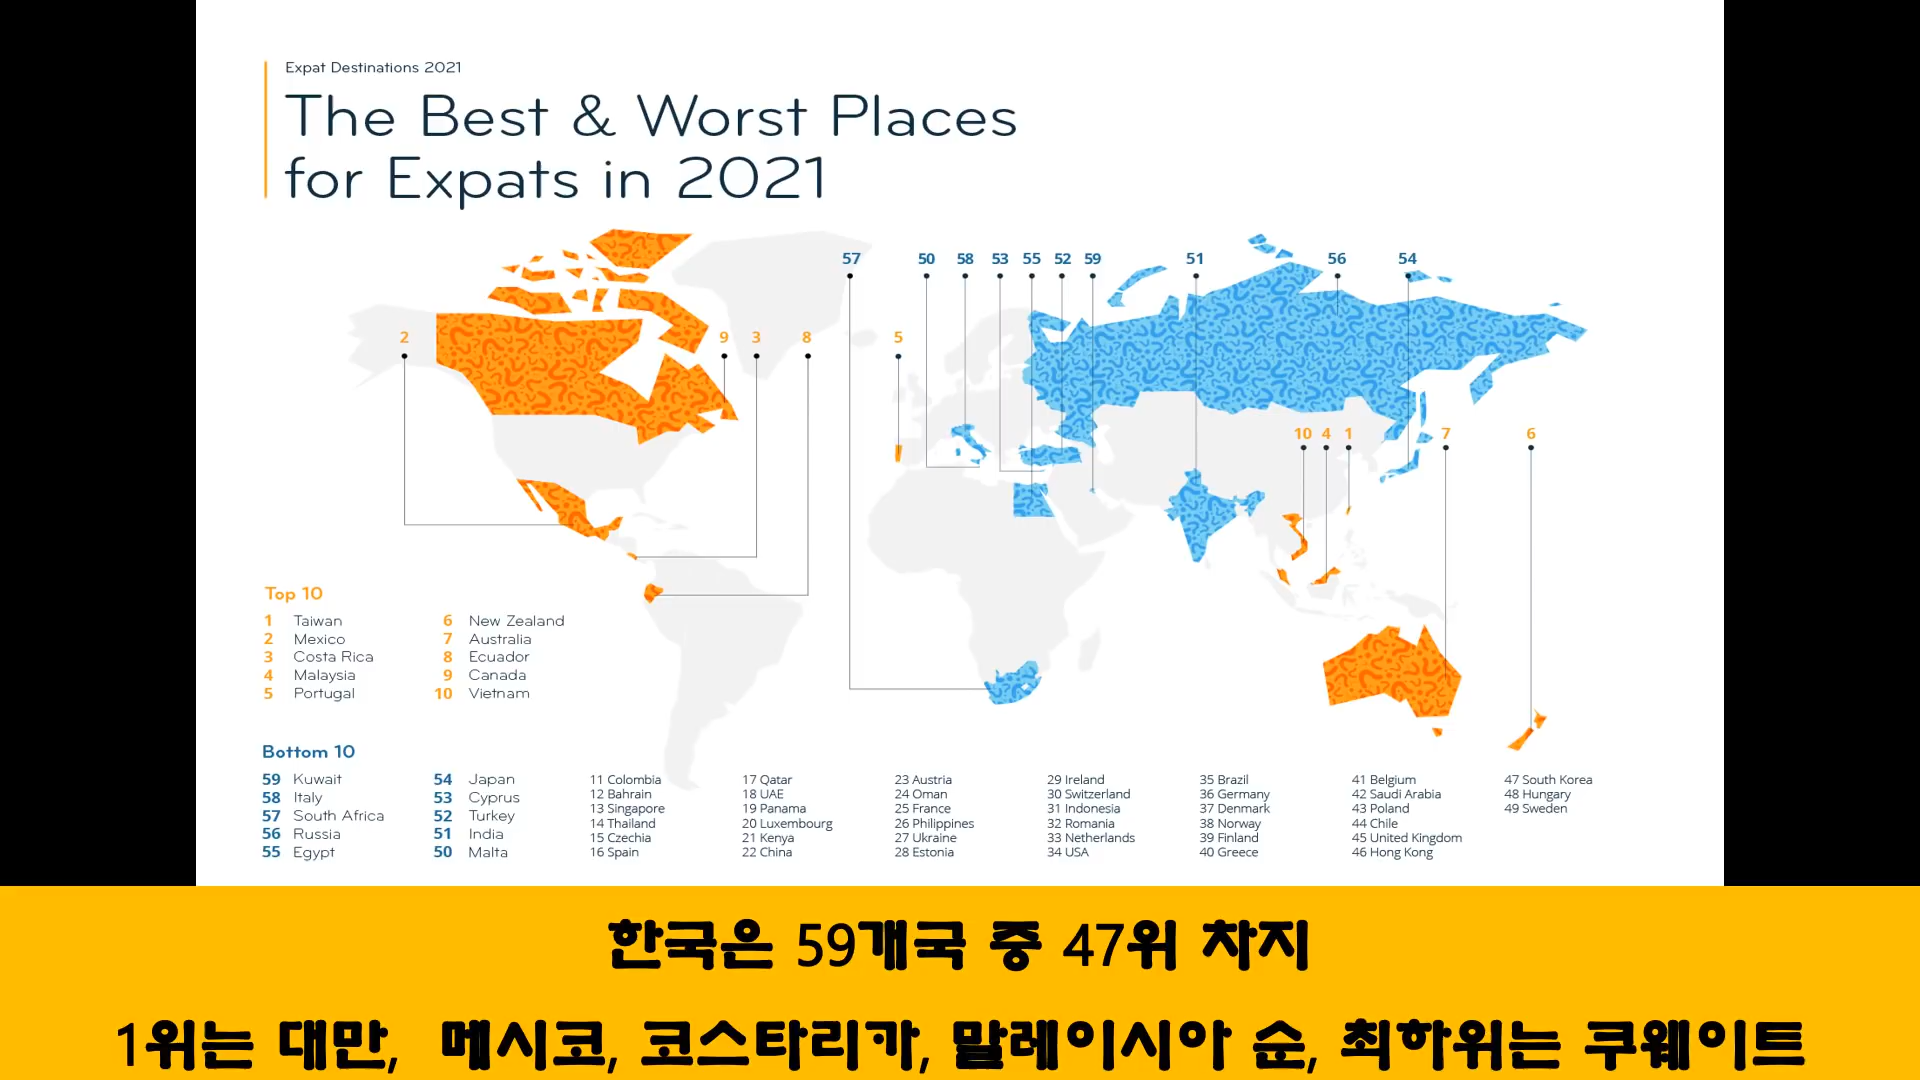 Expat Destinations 2021
The Best & Worst Places
for Expats in 2021
57
50
58
53
55
52
59
51
56
54
2
9
3
8
5
10
4
1
7
6
Top 10
1 Taiwan
2 Mexico
3 Costa Rica
4 Malaysia
5 Portugal
6 New Zealand
7 Australia
8 Ecuador
9 Canada
10 Vietnam
Bottom 10
59 Kuwait
58 Italy
57 South Africa
56 Russia
55 Egypt
54 Japan
53 Cyprus
52 Turkey
51 India
50 Malta
11 Colombia
12 Bahrain
13 Singapore
14 Thailand
15 Czechia
16 Spain
17 Qatar
18 UAE
19 Panama
20 Luxembourg
21 Kenya
22 China
23 Austria
24 Oman
25 France
26 Philippines
27 Ukraine
28 Estonia
29 Ireland
30 Switzerland
31 Indonesia
32 Romania
33 Netherlands
34 USA
35 Brazil
36 Germany
37 Denmark
38 Norway
39 Finland
40 Greece
41 Belgium
42 Saudi Arabia
43 Poland
44 Chile
45 United Kingdom
46 Hong Kong
47 South Korea
48 Hungary
49 Sweden
한국은 59개국 중 47위 차지
1위는 대만, 메시코, 코스타리카, 말레이시아 순, 최하위는 쿠웨이트